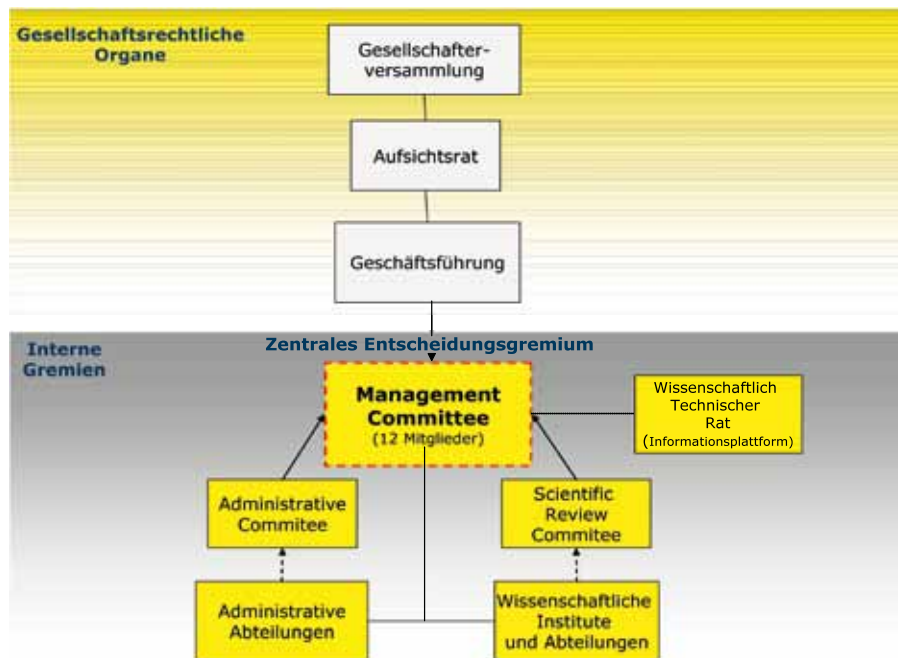 Gesellschaftsrechtliche
Organe
Gesellschafter-
versammlung
Aufsichtsrat
Geschäftsführung
Interne
Gremien
Zentrales Entscheidungsgremium
Management
Committee
(12 Mitglieder)
Wissenschaftlich
Technischer
Rat
(Informationsplattform)
Administrative
Commitee
Scientific
Review
Commitee
Administrative
Abteilungen
Wissenschaftliche
Institute
und Abteilungen